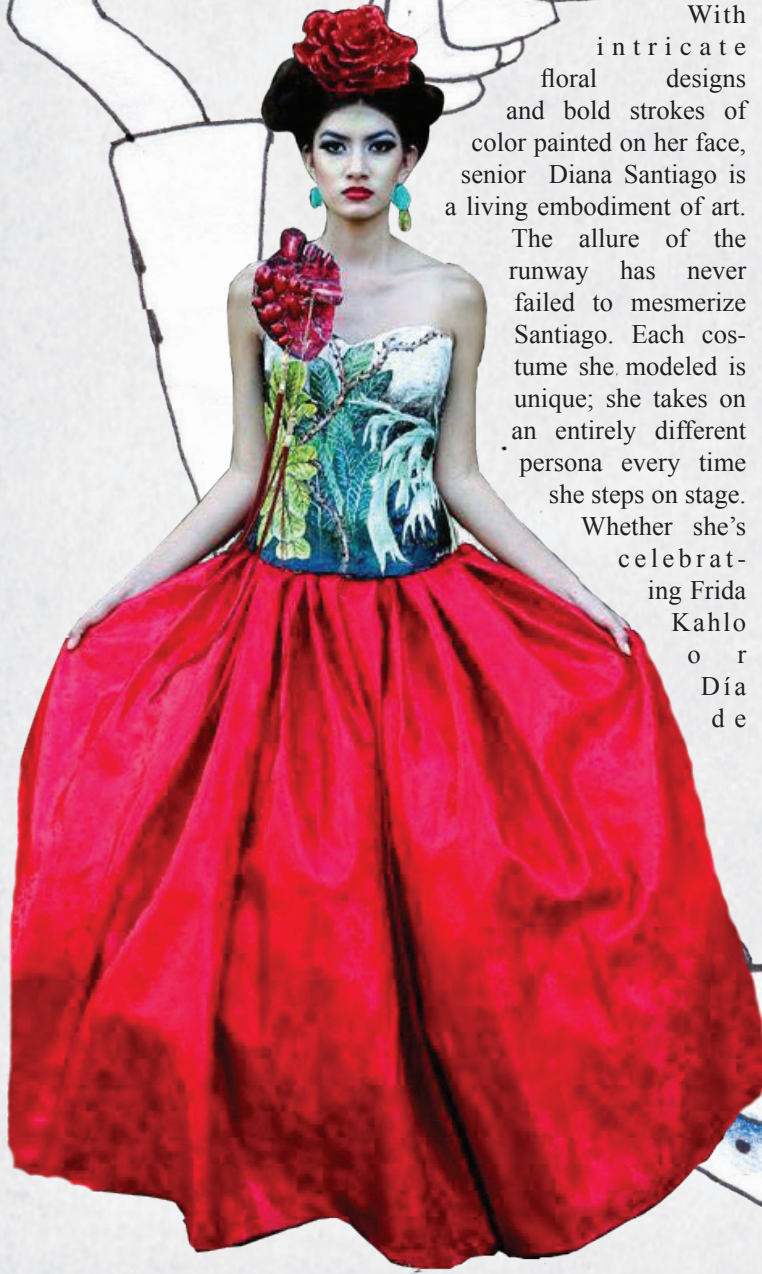 With
intricate
floral designs
and bold strokes of
color painted on her face,
senior Diana Santiago is
a living embodiment of art.
The allure of the
runway has never
failed to mesmerize
Santiago. Each cos-
tume she modeled is
unique; she takes on
an entirely different
persona every time
she steps on stage.
Whether she’s
celebrat-
ing Frida
Kahlo
or
Día
de